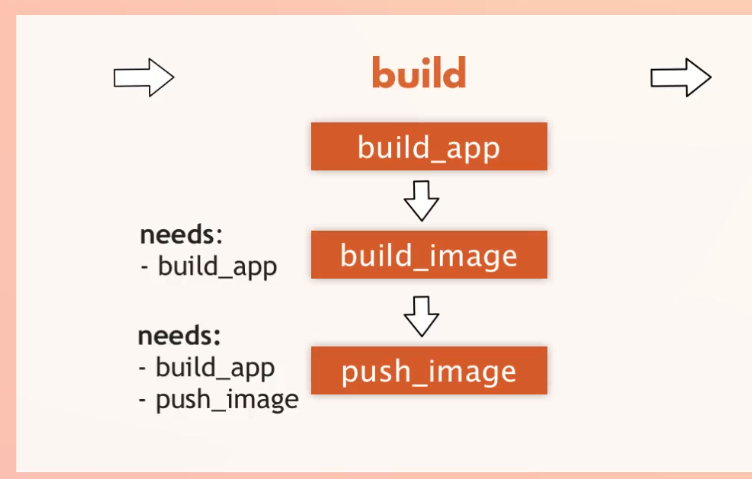 build
build_app
needs:
- build_app
build_image
needs:
- build_app
- push_image
push_image